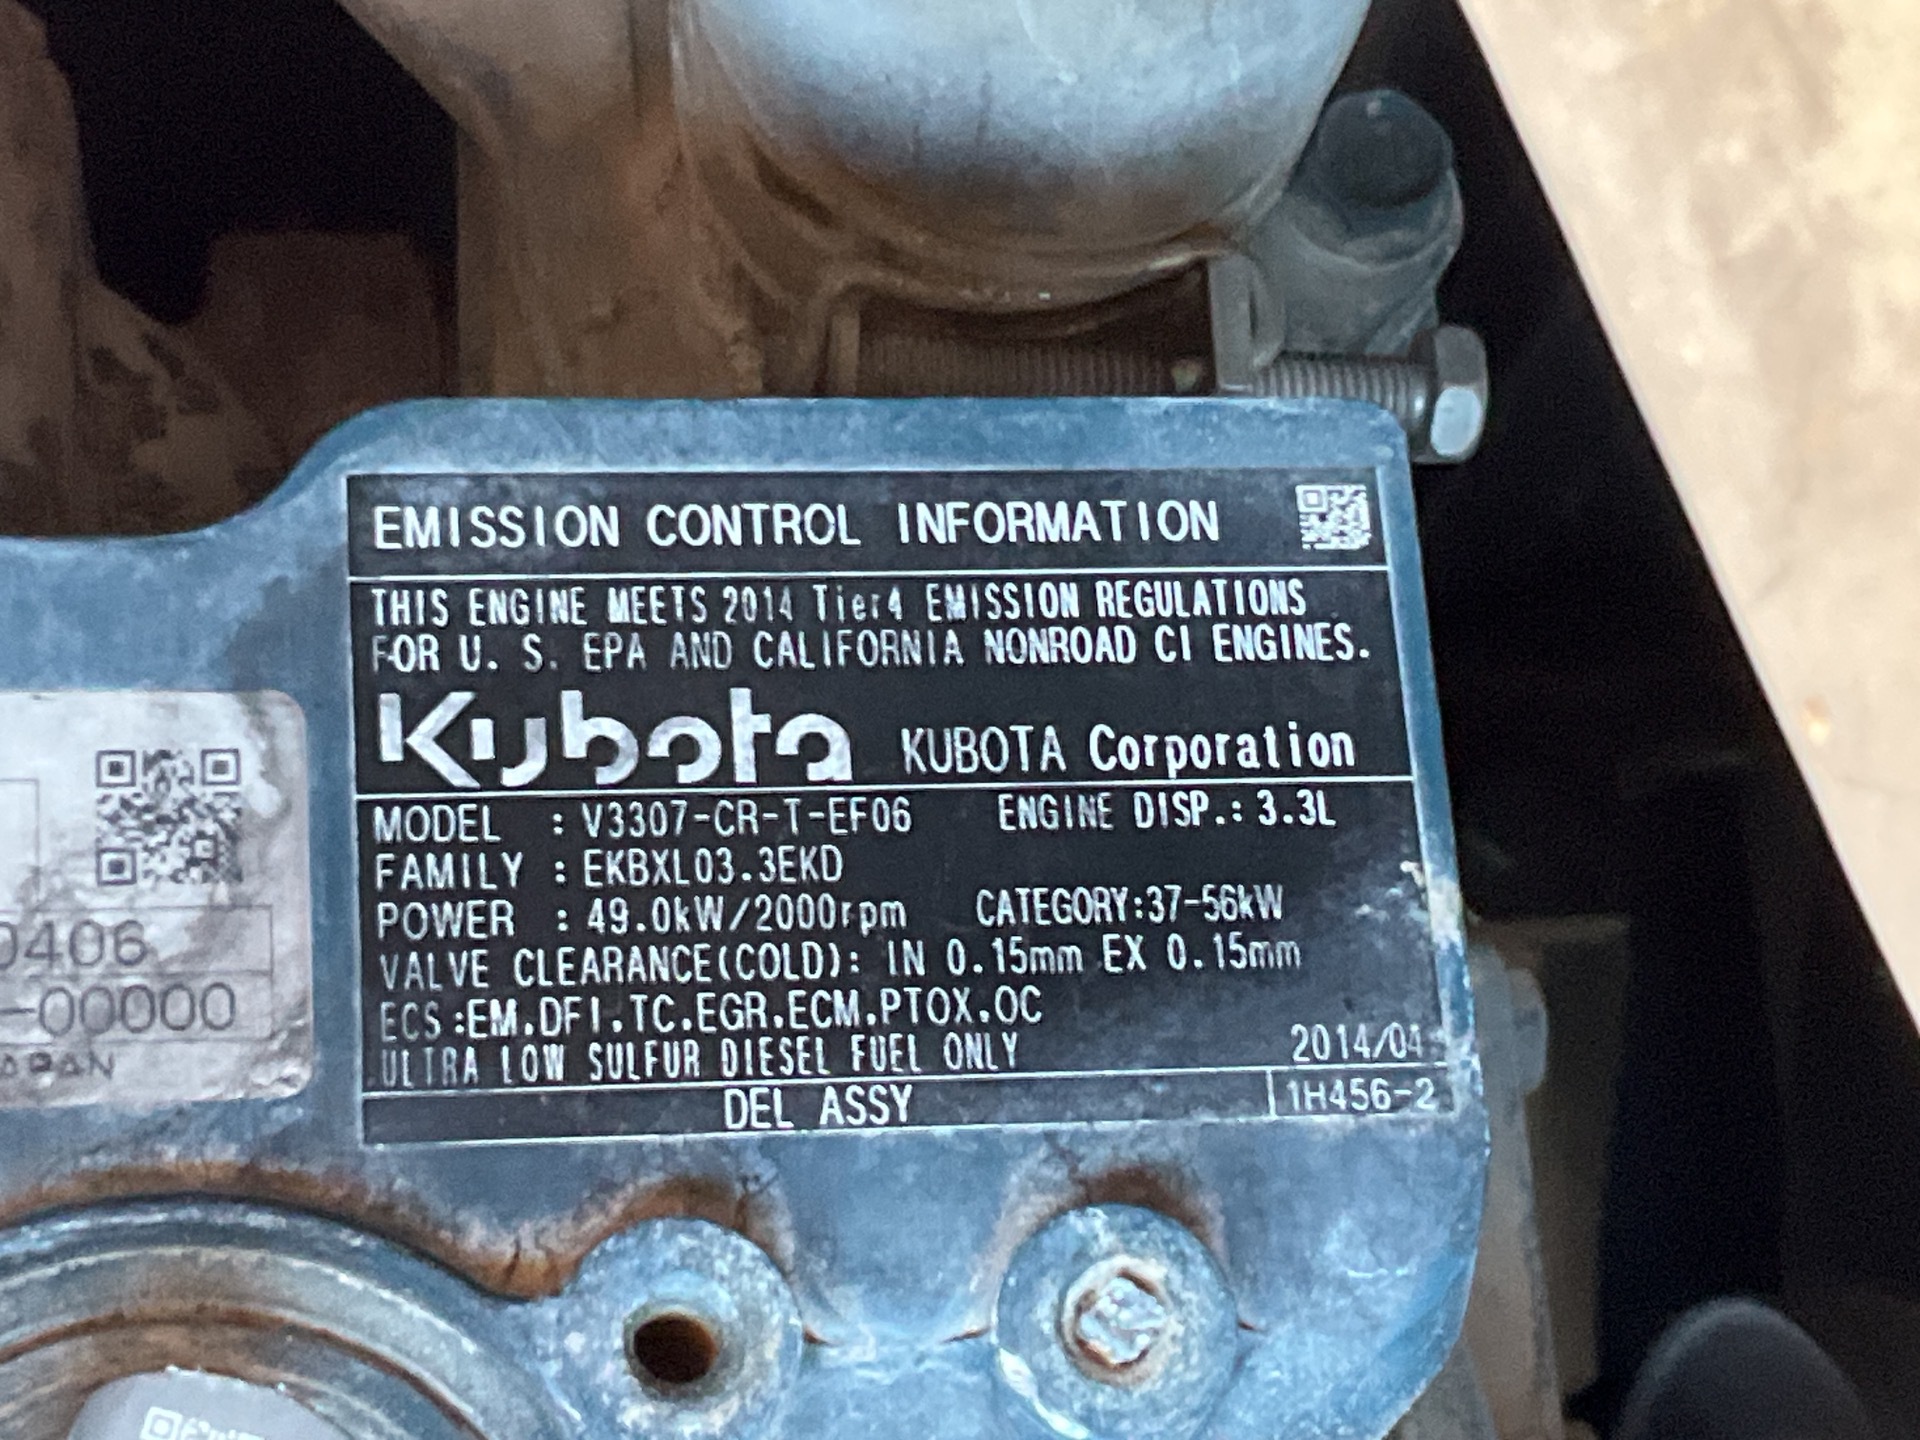 EMISSION CONTROL INFORMATION
THIS ENGINE MEETS 2014 Tier4 EMISSION REGULATIONS
FOR U. S. EPA AND CALIFORNIA NONROAD CI ENGINES.
Kubota KUBOTA Corporation
MODEL : V3307-CR-T-EF06 ENGINE DISP.: 3.3L
FAMILY : EKBXL03.3EKD
POWER : 49.0kW/2000rpm CATEGORY:37-56kW
VALVE CLEARANCE(COLD): IN 0.15mm EX 0.15mm
ECS:EM.DFI.TC.EGR.ECM.PTOX.OC
ULTRA LOW SULFUR DIESEL FUEL ONLY 2014/04
DEL ASSY 1H456-2
0406
-00000
APAN